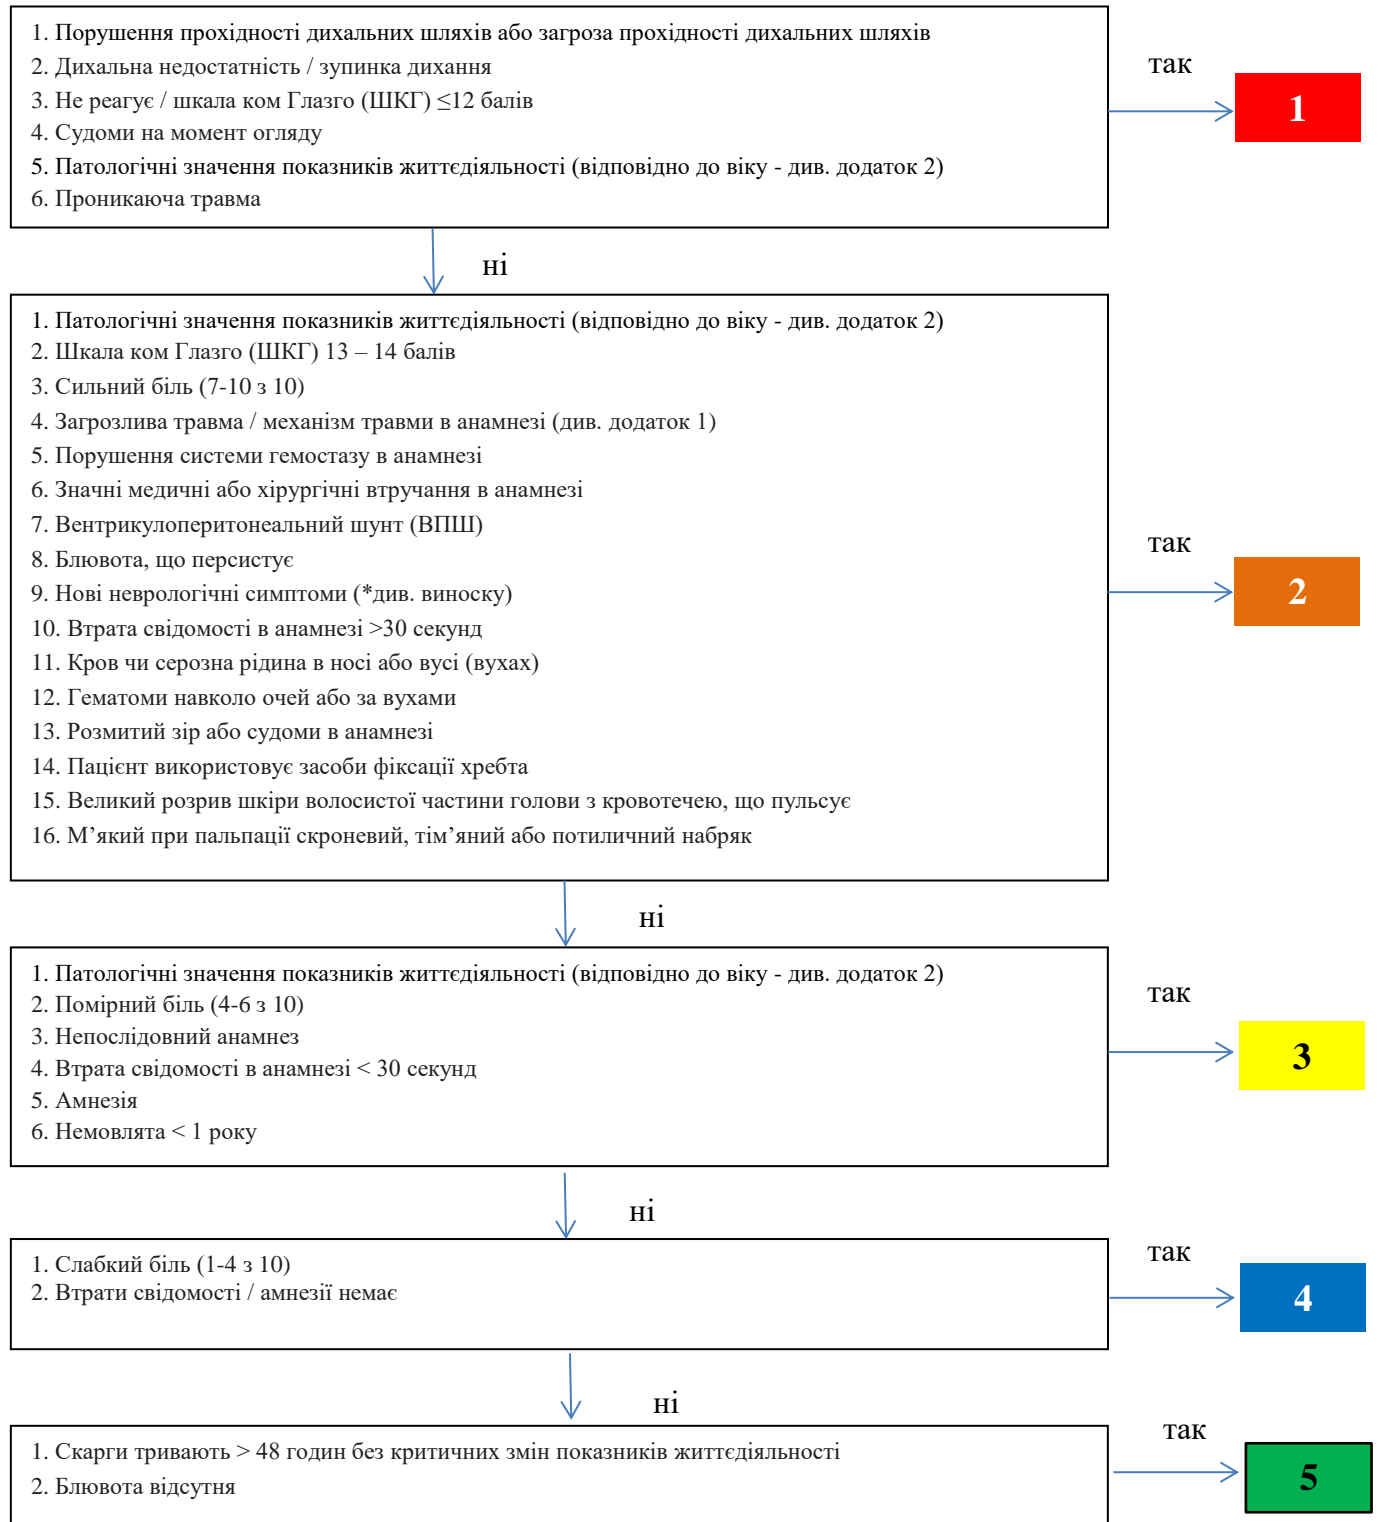 1. Порушення прохідності дихальних шляхів або загроза прохідності дихальних шляхів
2. Дихальна недостатність / зупинка дихання
3. Не реагує / шкала ком Глазго (ШКГ) ≤12 балів
4. Судоми на момент огляду
5. Патологічні значення показників життєдіяльності (відповідно до віку - див. додаток 2)
6. Проникаюча травма
так
1
ні
1. Патологічні значення показників життєдіяльності (відповідно до віку - див. додаток 2)
2. Шкала ком Глазго (ШКГ) 13 – 14 балів
3. Сильний біль (7-10 з 10)
4. Загрозлива травма / механізм травми в анамнезі (див. додаток 1)
5. Порушення системи гемостазу в анамнезі
6. Значні медичні або хірургічні втручання в анамнезі
7. Вентрикулоперитонеальний шунт (ВПШ)
8. Блювота, що персистує
9. Нові неврологічні симптоми (*див. виноску)
10. Втрата свідомості в анамнезі >30 секунд
11. Кров чи серозна рідина в носі або вусі (вухах)
12. Гематоми навколо очей або за вухами
13. Розмитий зір або судоми в анамнезі
14. Пацієнт використовує засоби фіксації хребта
15. Великий розрив шкіри волосистої частини голови з кровотечею, що пульсує
16. М’який при пальпації скроневий, тім’яний або потиличний набряк
так
2
ні
1. Патологічні значення показників життєдіяльності (відповідно до віку - див. додаток 2)
2. Помірний біль (4-6 з 10)
3. Непослідовний анамнез
4. Втрата свідомості в анамнезі < 30 секунд
5. Амнезія
6. Немовлята < 1 року
так
3
ні
1. Слабкий біль (1-4 з 10)
2. Втрати свідомості / амнезії немає
так
4
ні
1. Скарги тривають > 48 годин без критичних змін показників життєдіяльності
2. Блювота відсутня
так
5